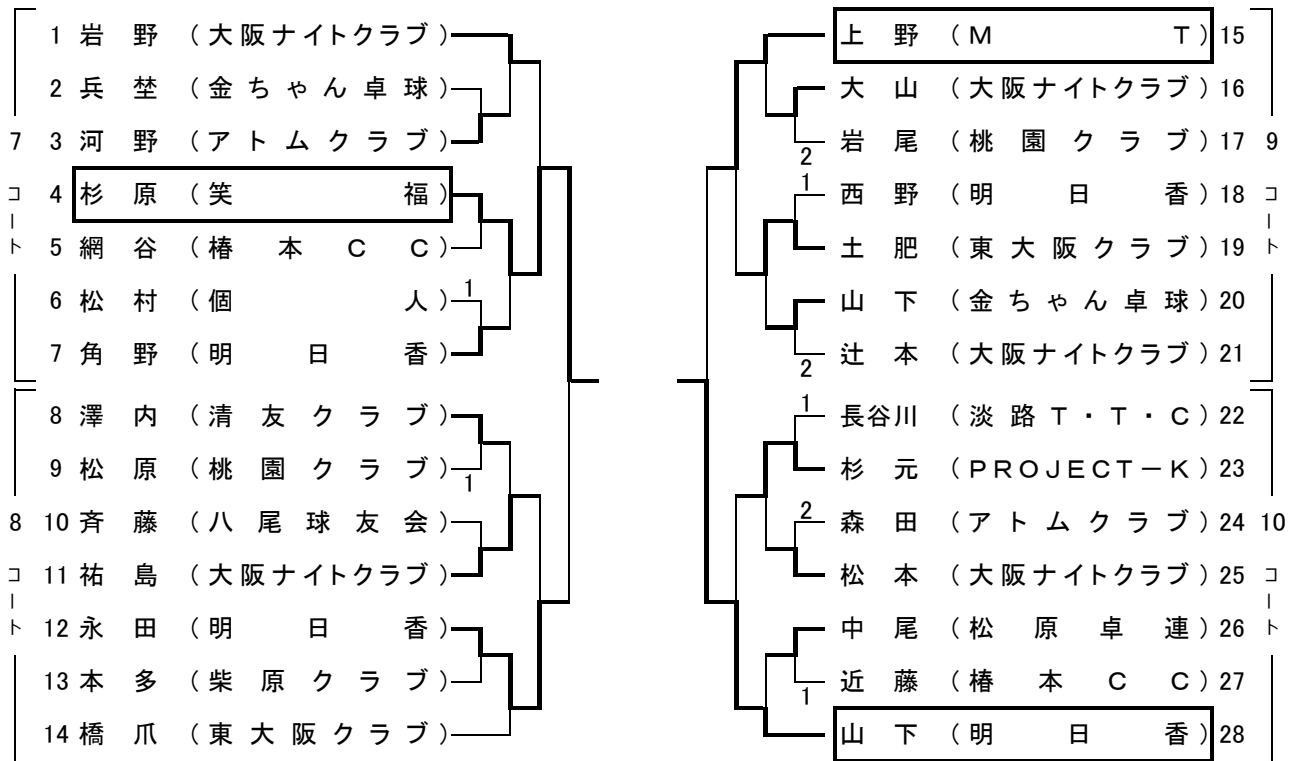 1 岩 野 (大阪ナイトクラブ)
2 兵 埜 (金ちゃん卓球)
7 3 河 野 (アトムクラブ)
コート 4 杉 原 (笑 福)
5 網 谷 (椿 本 C C)
6 松 村 (個 人) 1
7 角 野 (明 日 香)
8 澤 内 (清 友 ク ラ ブ)
9 松 原 (桃 園 ク ラ ブ) 1
8 10 斉 藤 (八 尾 球 友 会)
コート 11 祐 島 (大阪ナイトクラブ)
12 永 田 (明 日 香)
13 本 多 (柴 原 ク ラ ブ)
14 橋 爪 (東 大 阪 ク ラ ブ)
上 野 (M T) 15
大 山 (大阪ナイトクラブ) 16
2 岩 尾 (桃 園 ク ラ ブ) 17 9
1 西 野 (明 日 香) 18 コート
土 肥 (東 大 阪 ク ラ ブ) 19
山 下 (金ちゃん卓球) 20
2 辻 本 (大阪ナイトクラブ) 21
1 長谷川 (淡 路 T・T・C) 22
杉 元 (PROJECT-K) 23
2 森 田 (アトムクラブ) 24 10
松 本 (大阪ナイトクラブ) 25 コート
中 尾 (松 原 卓 連) 26
1 近 藤 (椿 本 C C) 27
山 下 (明 日 香) 28